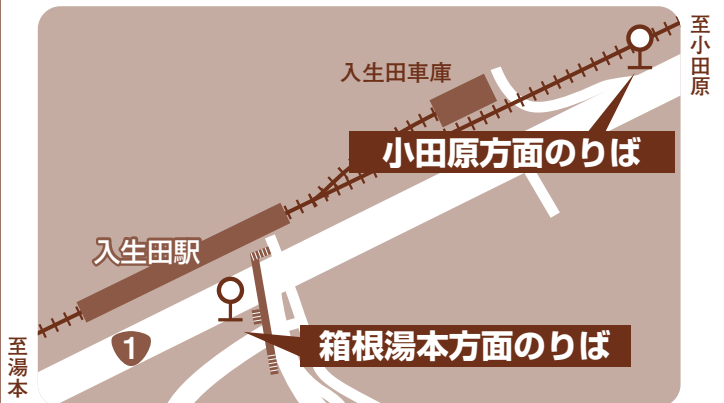 至小田原
入生田車庫
小田原方面のりば
入生田駅
1
箱根湯本方面のりば
至湯本